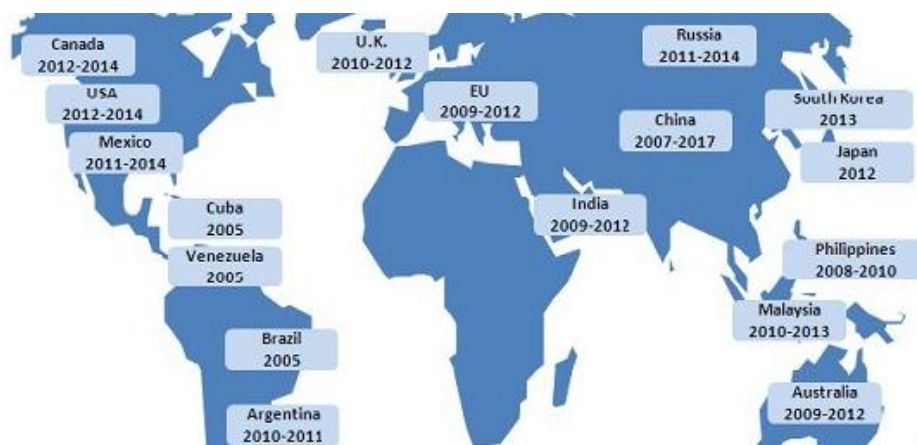 Canada
2012-2014
USA
2012-2014
Mexico
2011-2014
Cuba
2005
Venezuela
2005
Brazil
2005
Argentina
2010-2011
U.K.
2010-2012
EU
2009-2012
Russia
2011-2014
China
2007-2017
South Korea
2013
Japan
2012
India
2009-2012
Philippines
2008-2010
Malaysia
2010-2013
Australia
2009-2012